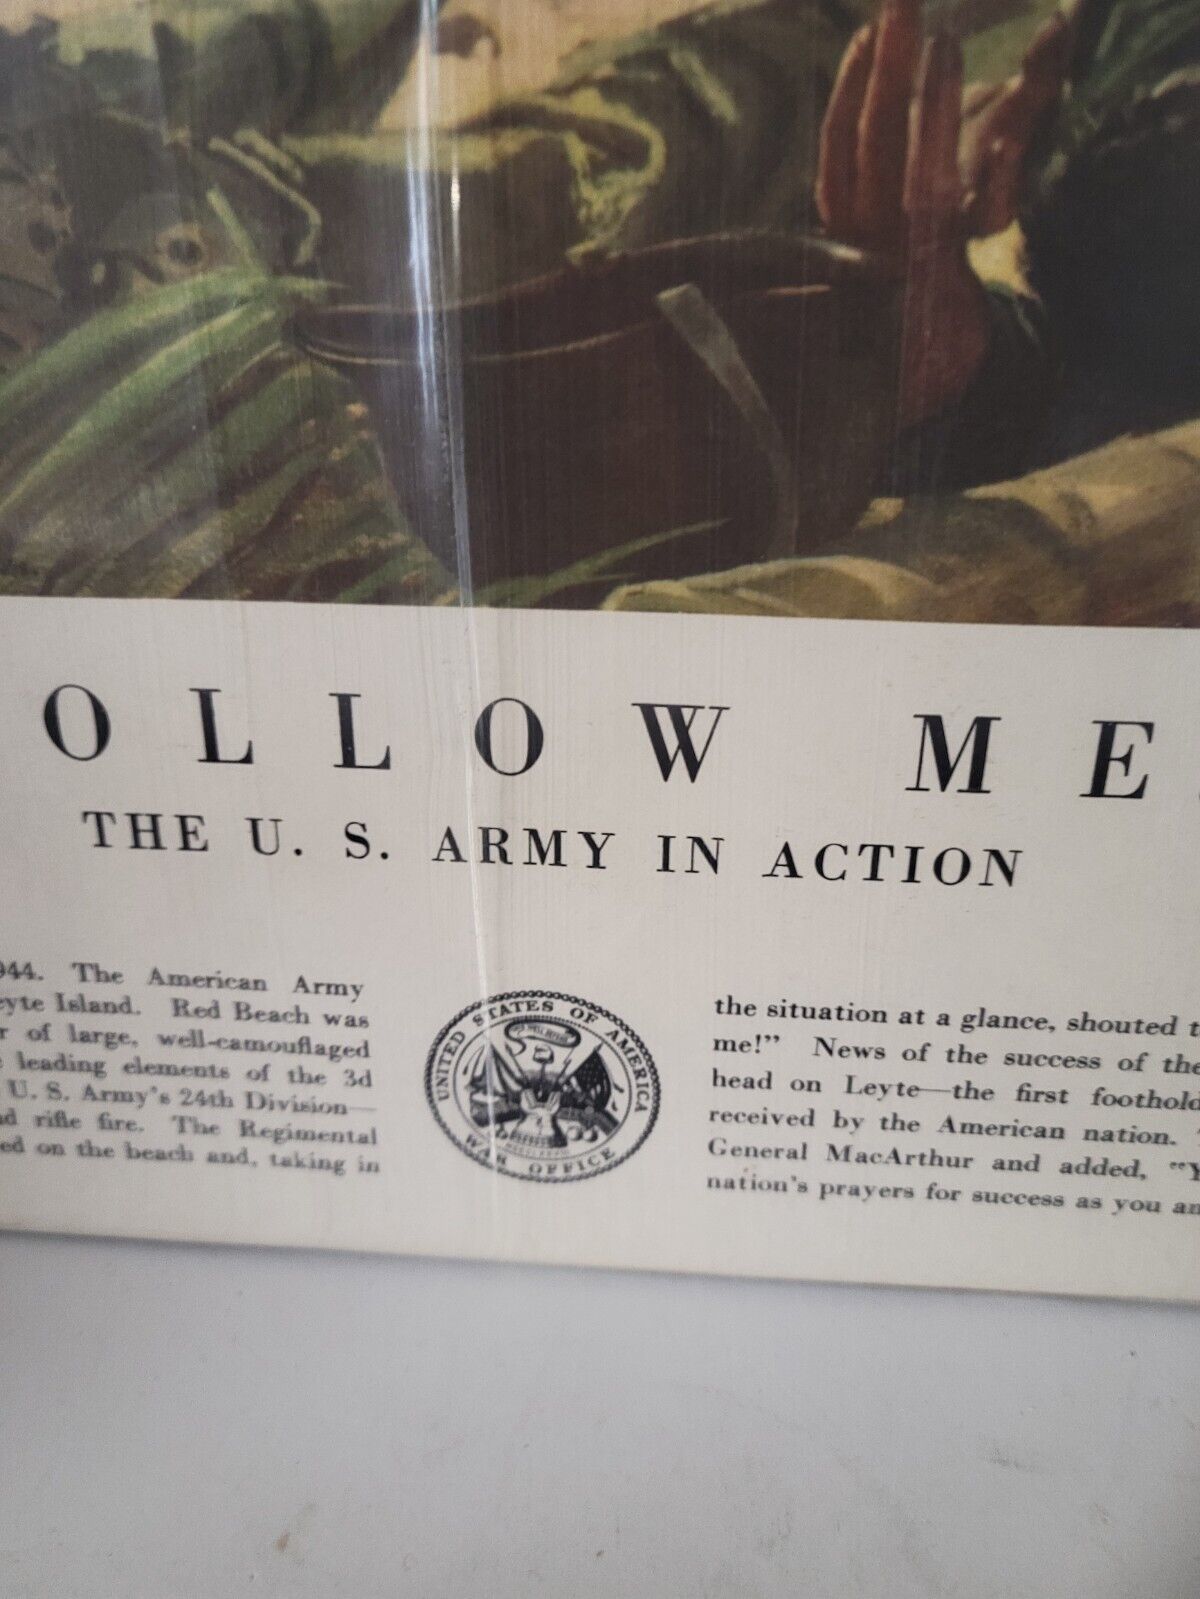 OLLOW ME
THE U. S. ARMY IN ACTION
944. The American Army
eyte Island. Red Beach was
r of large, well-camouflaged
leading elements of the 3d
U. S. Army's 24th Division—
d rifle fire. The Regimental
ed on the beach and, taking in
UNITED STATES OF AMERICA
WAR OFFICE
the situation at a glance, shouted t
me!" News of the success of the
head on Leyte—the first foothold
received by the American nation.
General MacArthur and added, "Y
nation's prayers for success as you an